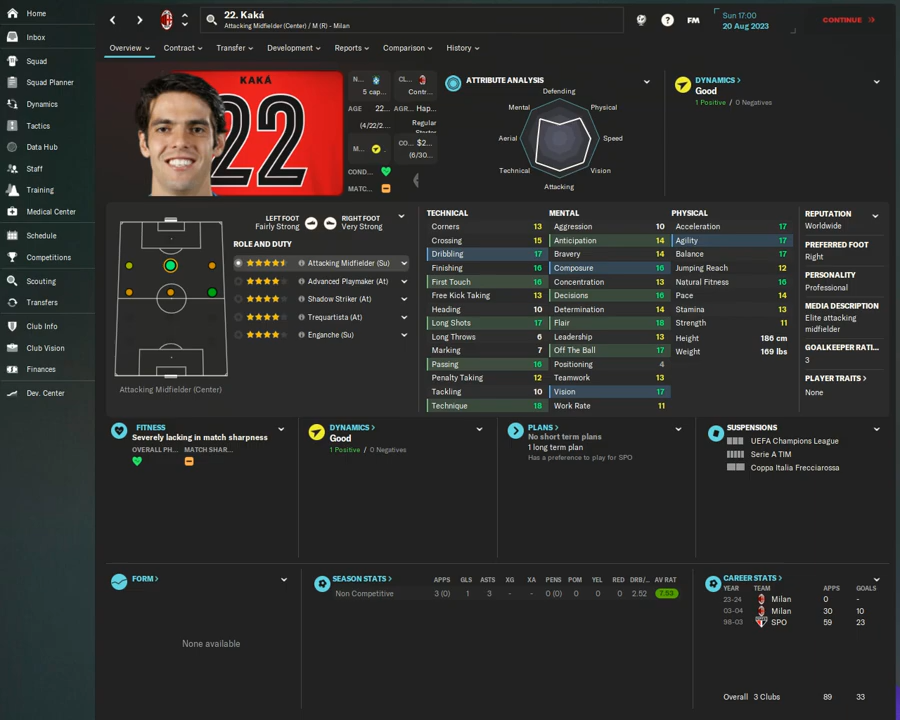 Home
Inbox
Squad
Squad Planner
Dynamics
Tactics
Data Hub
Staff
Training
Medical Center
Schedule
Competitions
Scouting
Transfers
Club Info
Club Vision
Finances
Dev. Center
22. Kaká
Attacking Midfielder (Center) / M (R) - Milan
?
FM
Sun 17:00
20 Aug 2023
CONTINUE
Overview
Contract
Transfer
Development
Reports
Comparison
History
KAKÁ
22
N...
5 cap...
CL...
Contr...
AGE 22...
(4/22/2...
AGR... Hap...
Regular
Starter
M...
CO... $2...
(6/30...
COND...
MATC...
ATTRIBUTE ANALYSIS
Defending
Mental
Physical
Aerial
Speed
Technical
Vision
Attacking
DYNAMICS >
Good
1 Positive / 0 Negatives
LEFT FOOT
Fairly Strong
RIGHT FOOT
Very Strong
ROLE AND DUTY
Attacking Midfielder (Su)
Advanced Playmaker (At)
Shadow Striker (At)
Trequartista (At)
Enganche (Su)
Attacking Midfielder (Center)
TECHNICAL
Corners 13
Crossing 15
Dribbling 17
Finishing 16
First Touch 16
Free Kick Taking 13
Heading 10
Long Shots 17
Long Throws 6
Marking 7
Passing 16
Penalty Taking 12
Tackling 10
Technique 18
MENTAL
Aggression 10
Anticipation 14
Bravery 14
Composure 16
Concentration 13
Decisions 16
Determination 14
Flair 18
Leadership 13
Off The Ball 17
Positioning 4
Teamwork 13
Vision 17
Work Rate 11
PHYSICAL
Acceleration 17
Agility 17
Balance 17
Jumping Reach 12
Natural Fitness 16
Pace 14
Stamina 13
Strength 11
Height 186 cm
Weight 169 lbs
REPUTATION
Worldwide
PREFERRED FOOT
Right
PERSONALITY
Professional
MEDIA DESCRIPTION
Elite attacking
midfielder
GOALKEEPER RATI...
3
PLAYER TRAITS >
None
FITNESS
Severely lacking in match sharpness
OVERALL PH... MATCH SHAR...
DYNAMICS >
Good
1 Positive / 0 Negatives
PLANS >
No short term plans
1 long term plan
Has a preference to play for SPO
SUSPENSIONS
UEFA Champions League
Serie A TIM
Coppa Italia Frecciarossa
FORM >
None available
SEASON STATS > APPS GLS ASTS XG XA PENS POM YEL RED DRB/... AV RAT
Non Competitive 3 (0) 1 3 - - 0 (0) 0 0 0 2.52 7.53
CAREER STATS >
YEAR TEAM APPS GOALS
23-24 Milan 0 -
03-04 Milan 30 10
98-03 SPO 59 23
Overall 3 Clubs 89 33